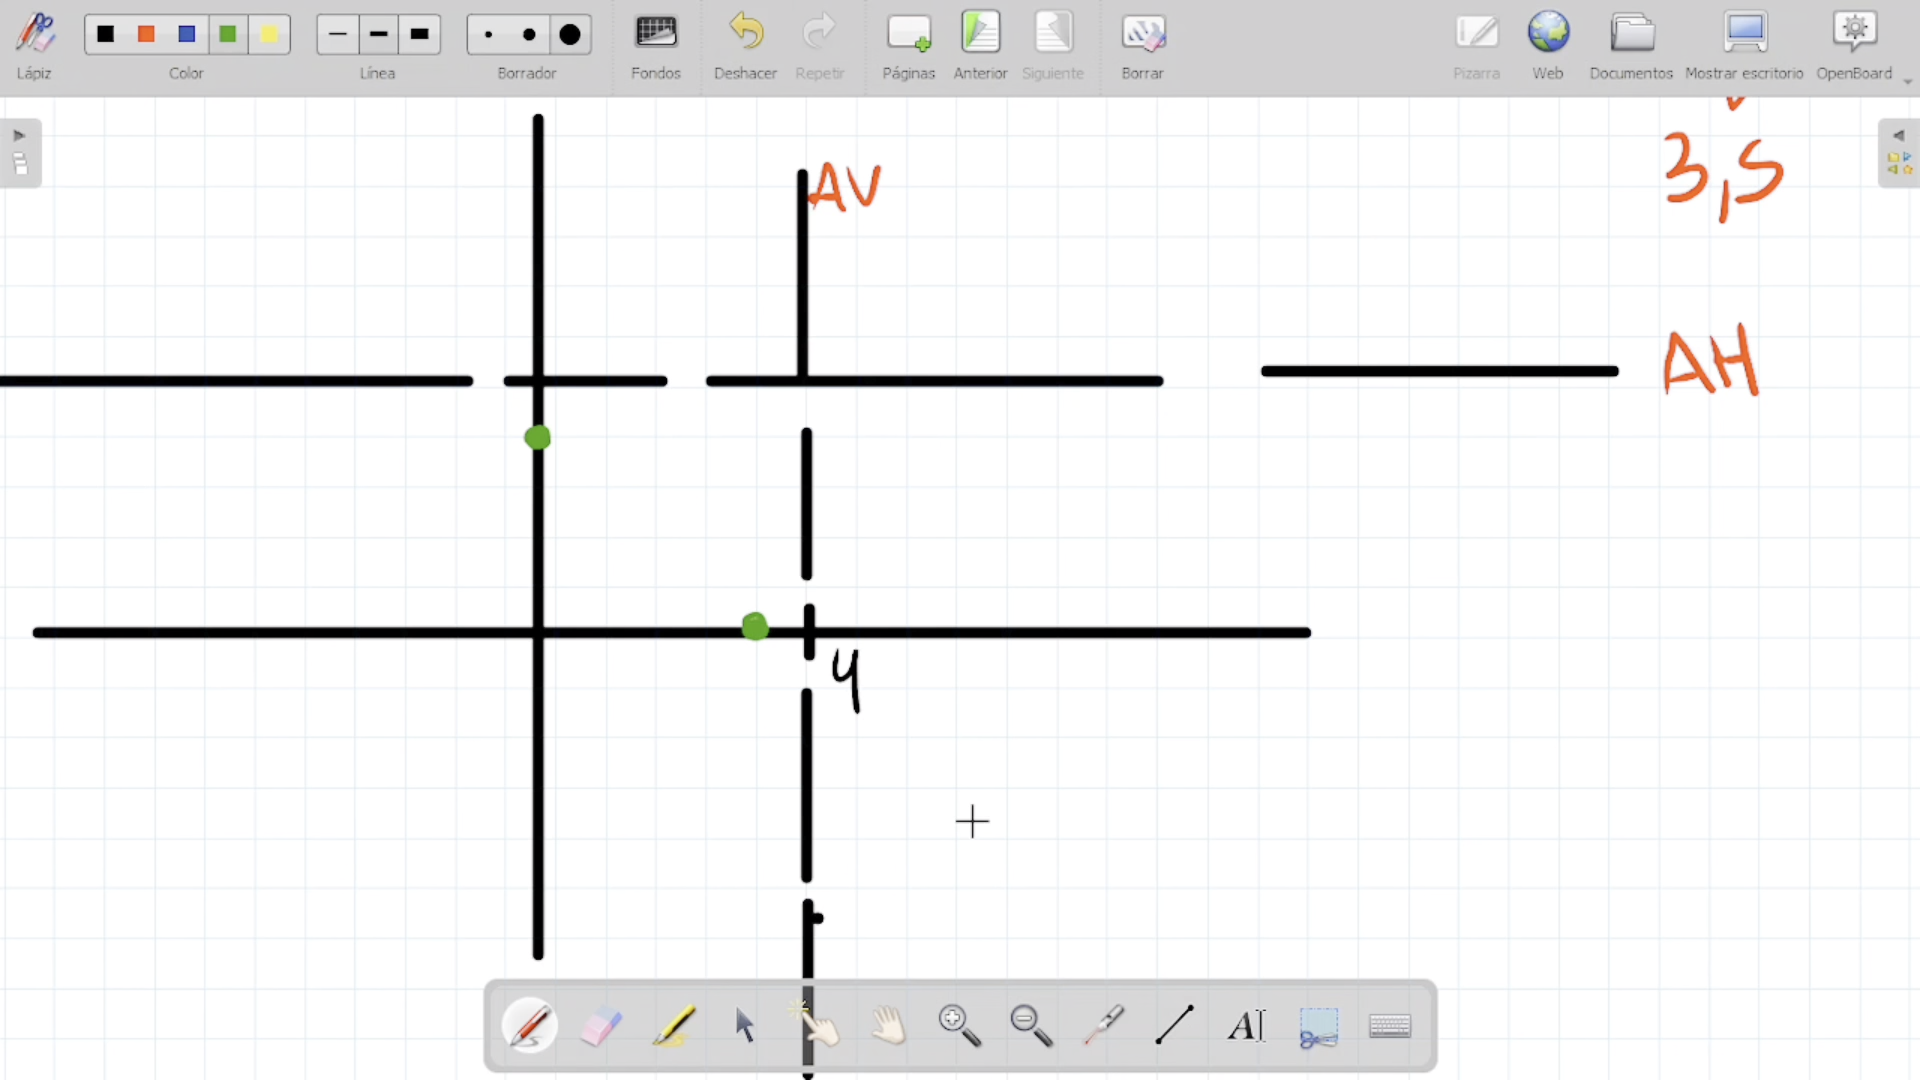 Lápiz Color Línea Borrador Fondos Deshacer Repetir Páginas Anterior Siguiente Borrar Pizarra Web Documentos Mostrar escritorio OpenBoard
AV
3,5
AH
4